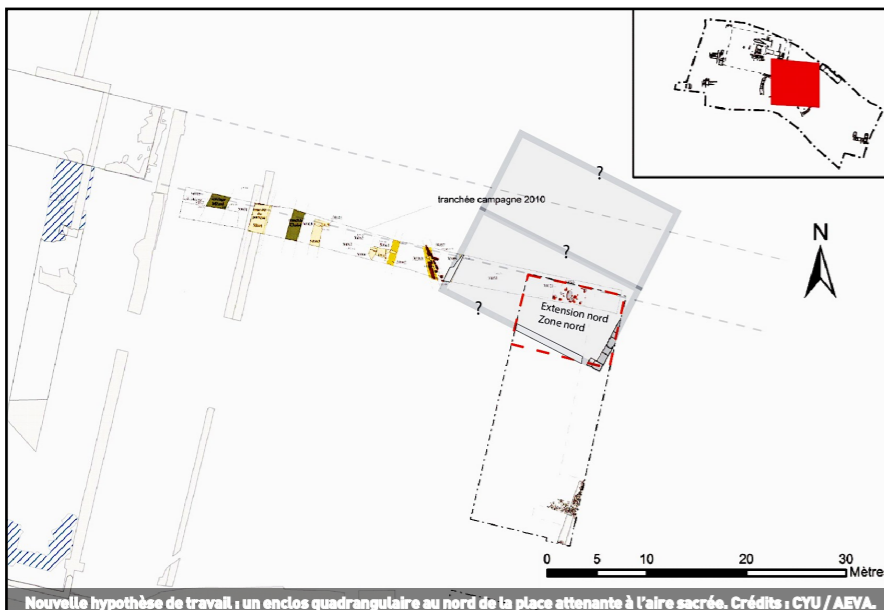 ?
tranchée campagne 2010
?
?
Extension nord
Zone nord
N
0 5 10 20 30
Mètres
Nouvelle hypothèse de travail : un enclos quadrangulaire au nord de la place attenante à l'aire sacrée. Crédits : CYU / AEVA